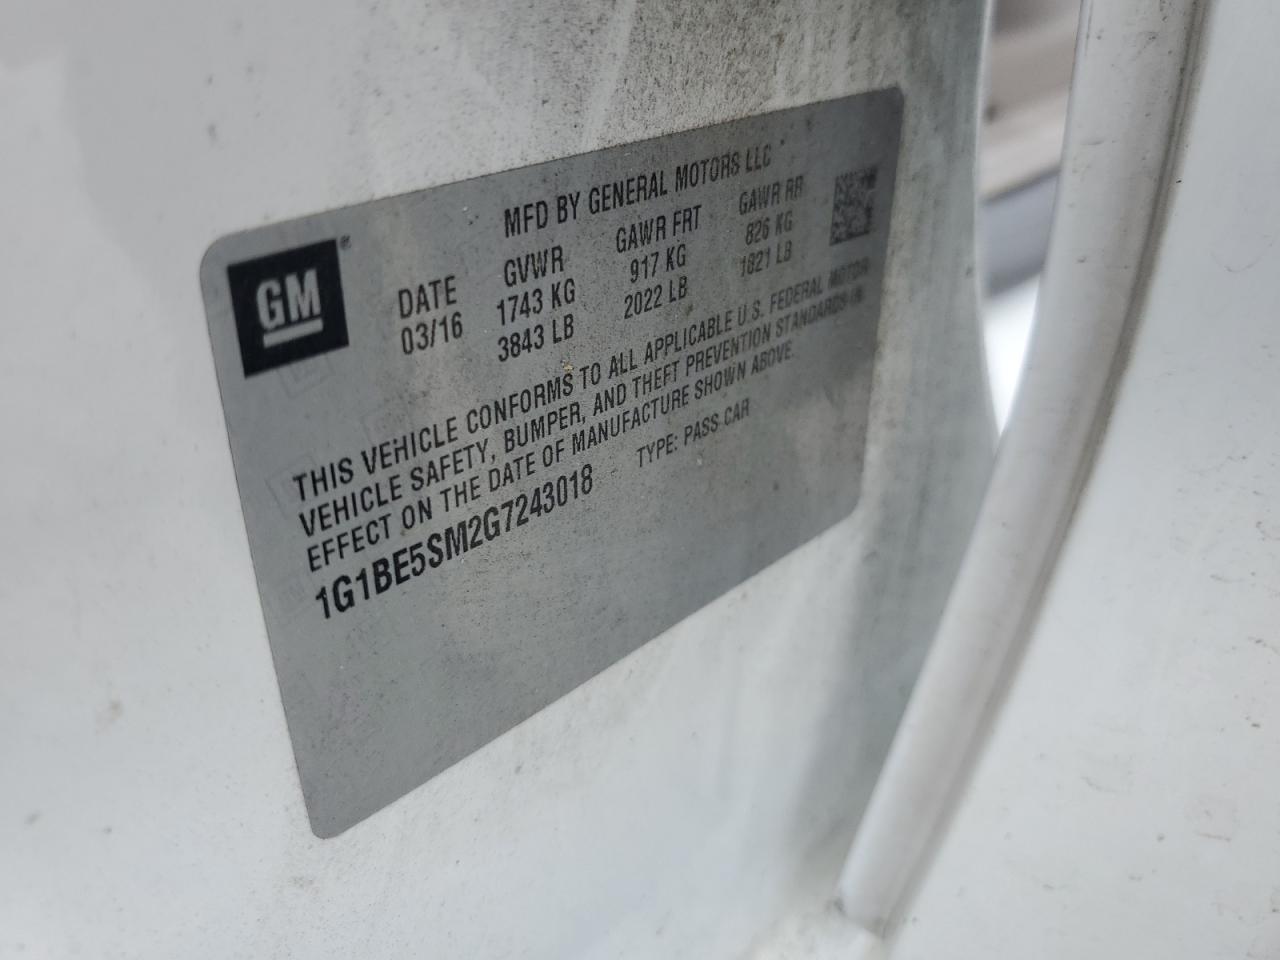 GM®
MFD BY GENERAL MOTORS LLC
DATE GVWR GAWR FRT GAWR RR
03/16 1743 KG 917 KG 826 KG
3843 LB 2022 LB 1821 LB
THIS VEHICLE CONFORMS TO ALL APPLICABLE U.S. FEDERAL MOTOR
VEHICLE SAFETY, BUMPER, AND THEFT PREVENTION STANDARDS IN
EFFECT ON THE DATE OF MANUFACTURE SHOWN ABOVE.
1G1BE5SM2G7243018 TYPE: PASS CAR